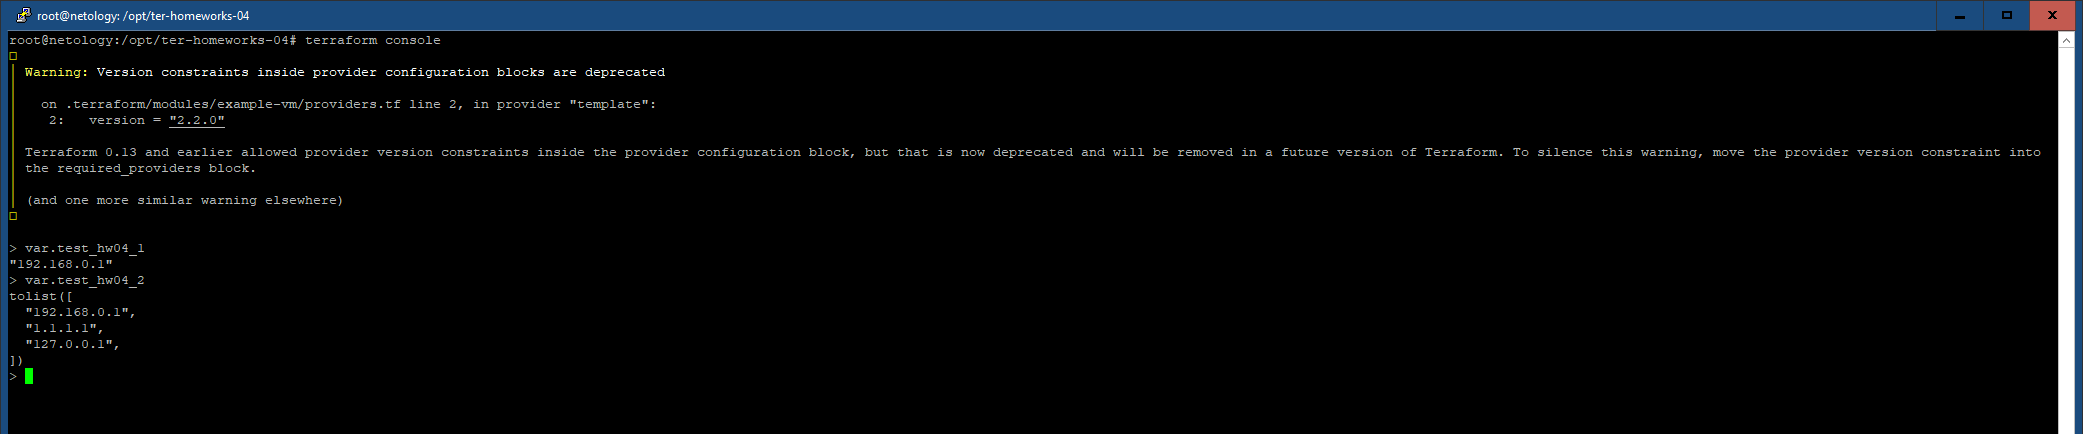 root@netology: /opt/ter-homeworks-04
root@netology:/opt/ter-homeworks-04# terraform console
Warning: Version constraints inside provider configuration blocks are deprecated
on .terraform/modules/example-vm/providers.tf line 2, in provider "template":
2:   version = "2.2.0"
Terraform 0.13 and earlier allowed provider version constraints inside the provider configuration block, but that is now deprecated and will be removed in a future version of Terraform. To silence this warning, move the provider version constraint into
the required_providers block.
(and one more similar warning elsewhere)
> var.test_hw04_1
"192.168.0.1"
> var.test_hw04_2
tolist([
  "192.168.0.1",
  "1.1.1.1",
  "127.0.0.1",
])
>